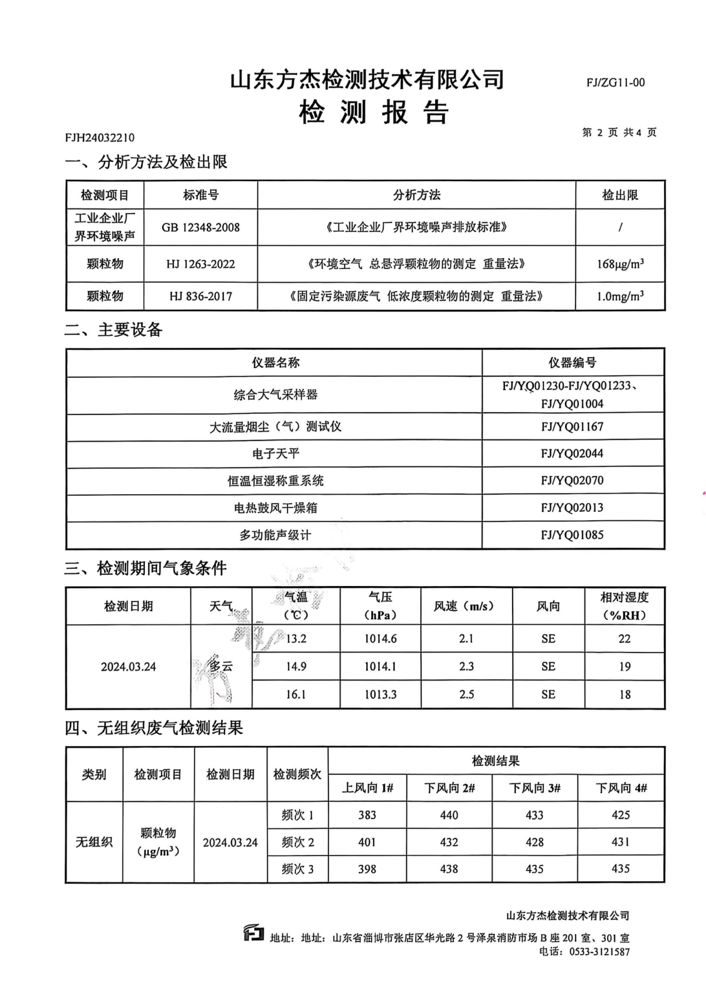 山东方杰检测技术有限公司
FJ/ZG11-00
检 测 报 告
FJH24032210
第 2 页 共 4 页
一、分析方法及检出限
检测项目 标准号 分析方法 检出限
工业企业厂
界环境噪声 GB 12348-2008 《工业企业厂界环境噪声排放标准》 /
颗粒物 HJ 1263-2022 《环境空气 总悬浮颗粒物的测定 重量法》 168μg/m³
颗粒物 HJ 836-2017 《固定污染源废气 低浓度颗粒物的测定 重量法》 1.0mg/m³
二、主要设备
仪器名称 仪器编号
综合大气采样器 FJ/YQ01230-FJ/YQ01233、
FJ/YQ01004
大流量烟尘（气）测试仪 FJ/YQ01167
电子天平 FJ/YQ02044
恒温恒湿称重系统 FJ/YQ02070
电热鼓风干燥箱 FJ/YQ02013
多功能声级计 FJ/YQ01085
三、检测期间气象条件
检测日期 天气 气温（℃） 气压（hPa） 风速（m/s） 风向 相对湿度（%RH）
2024.03.24 多云 13.2 1014.6 2.1 SE 22
14.9 1014.1 2.3 SE 19
16.1 1013.3 2.5 SE 18
四、无组织废气检测结果
类别 检测项目 检测日期 检测频次 检测结果
上风向 1# 下风向 2# 下风向 3# 下风向 4#
无组织 颗粒物（μg/m³） 2024.03.24 频次 1 383 440 433 425
频次 2 401 432 428 431
频次 3 398 438 435 435
山东方杰检测技术有限公司
地址：地址：山东省淄博市张店区华光路 2 号泽泉消防市场 B 座 201 室、301 室
电话：0533-3121587